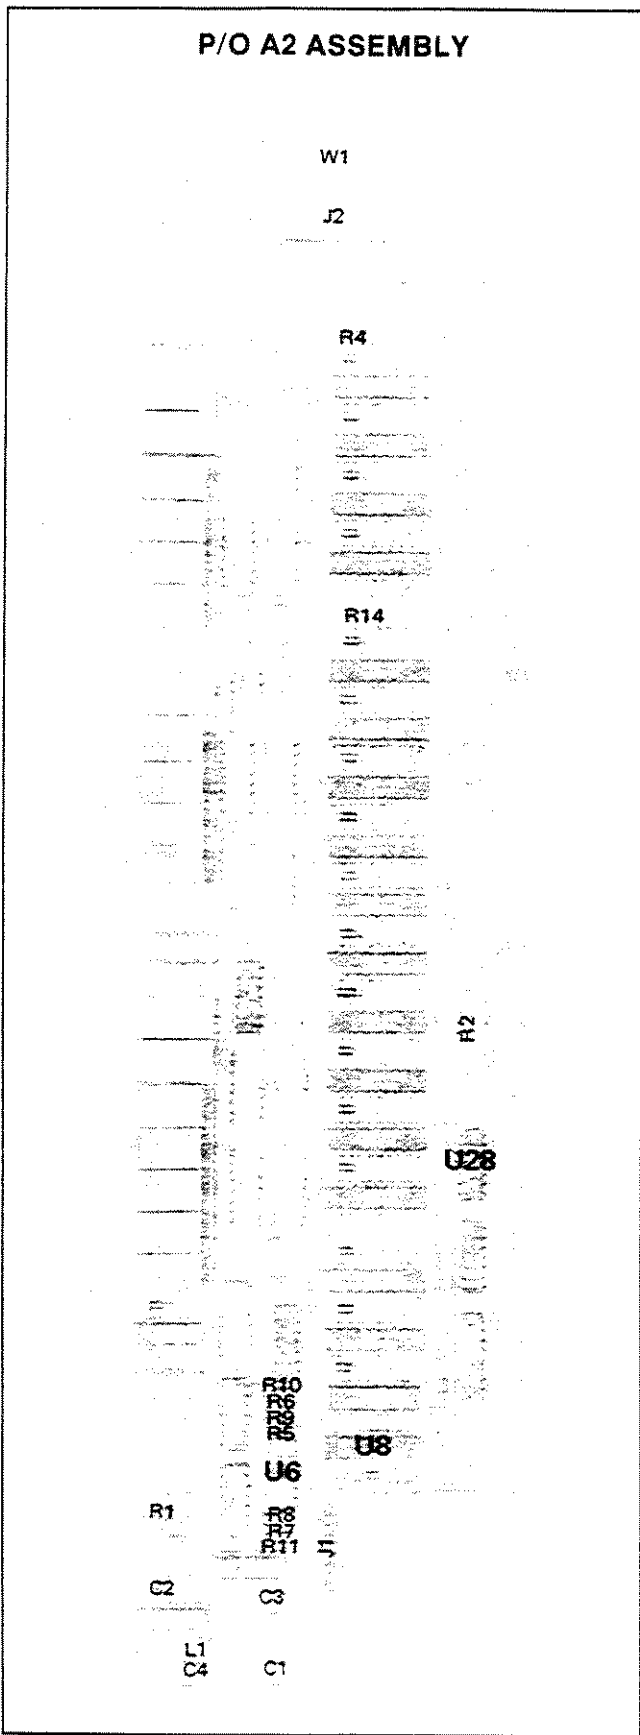 P/O A2 ASSEMBLY
W1
J2
R4
R14
R2
U28
R10
R6
R9
R5
U8
U6
R1
R8
R7
R11
J1
C2
C3
L1
C4
C1